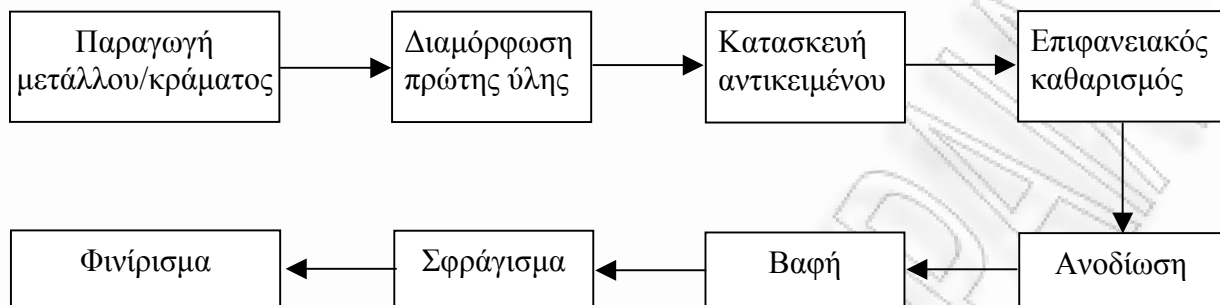 Παραγωγή
μετάλλου/κράματος
Διαμόρφωση
πρώτης ύλης
Κατασκευή
αντικειμένου
Επιφανειακός
καθαρισμός
Φινίρισμα
Σφράγισμα
Βαφή
Ανοδίωση